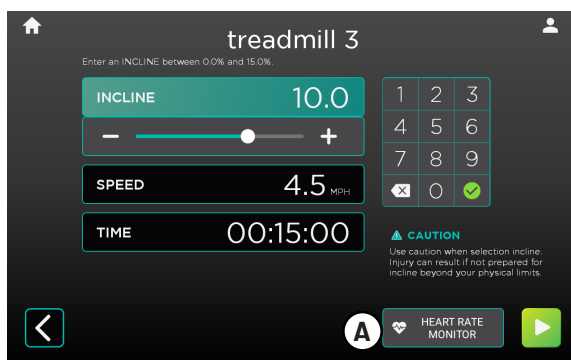 treadmill 3
Enter an INCLINE between 0.0% and 15.0%.
INCLINE 10.0
SPEED 4.5 MPH
TIME 00:15:00
1 2 3
4 5 6
7 8 9
0
CAUTION
Use caution when selection incline.
Injury can result if not prepared for
incline beyond your physical limits.
A
HEART RATE
MONITOR